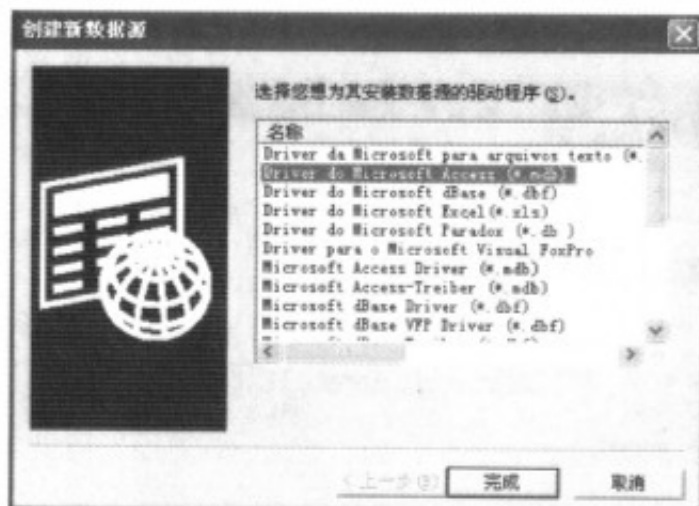 创建新数据源
选择您想为其安装数据源的驱动程序(S)。
名称
Driver da Microsoft para arquivos texto (*.
Driver do Microsoft Access (*.mdb)
Driver do Microsoft dBase (*.dbf)
Driver do Microsoft Excel(*.xls)
Driver do Microsoft Paradox (*.db )
Driver para o Microsoft Visual FoxPro
Microsoft Access Driver (*.mdb)
Microsoft Access-Treiber (*.mdb)
Microsoft dBase Driver (*.dbf)
Microsoft dBase VFP Driver (*.dbf)
<上一步(B)
完成
取消